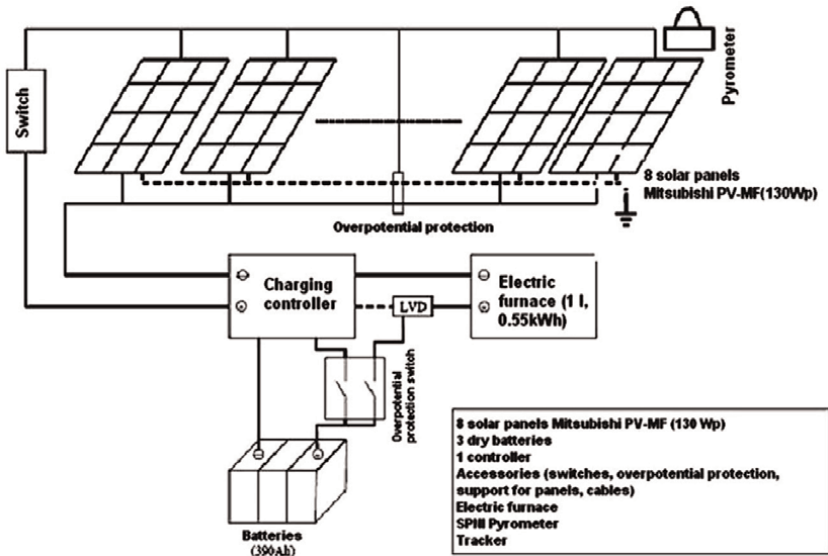 Switch
Pyrometer
8 solar panels
Mitsubishi PV-MF(130Wp)
Overpotential protection
Charging
controller
LVD
Electric
furnace (1 l,
0.55kWh)
Overpotential
protection switch
Batteries
(390Ah)
8 solar panels Mitsubishi PV-MF (130 Wp)
3 dry batteries
1 controller
Accessories (switches, overpotential protection,
support for panels, cables)
Electric furnace
Pyrometer
Tracker